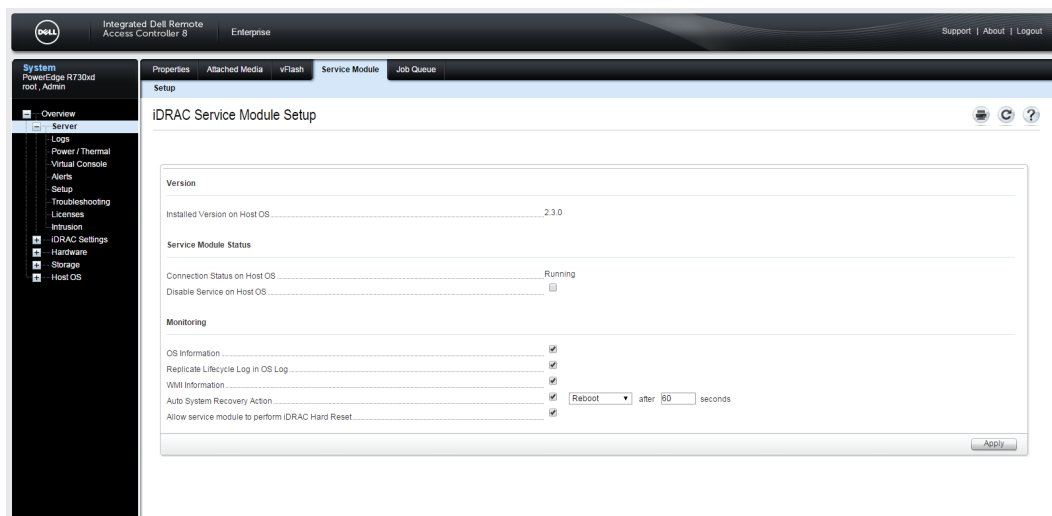 DELL
Integrated Dell Remote
Access Controller 8
Enterprise
Support | About | Logout
System
PowerEdge R730xd
root , Admin
Properties Attached Media vFlash Service Module Job Queue
Setup
Overview
Server
Logs
Power / Thermal
Virtual Console
Alerts
Setup
Troubleshooting
Licenses
Intrusion
iDRAC Settings
Hardware
Storage
Host OS
iDRAC Service Module Setup
?
Version
Installed Version on Host OS 2.3.0
Service Module Status
Connection Status on Host OS Running
Disable Service on Host OS
Monitoring
OS Information
Replicate Lifecycle Log in OS Log
WMI Information
Auto System Recovery Action Reboot after 60 seconds
Allow service module to perform iDRAC Hard Reset
Apply